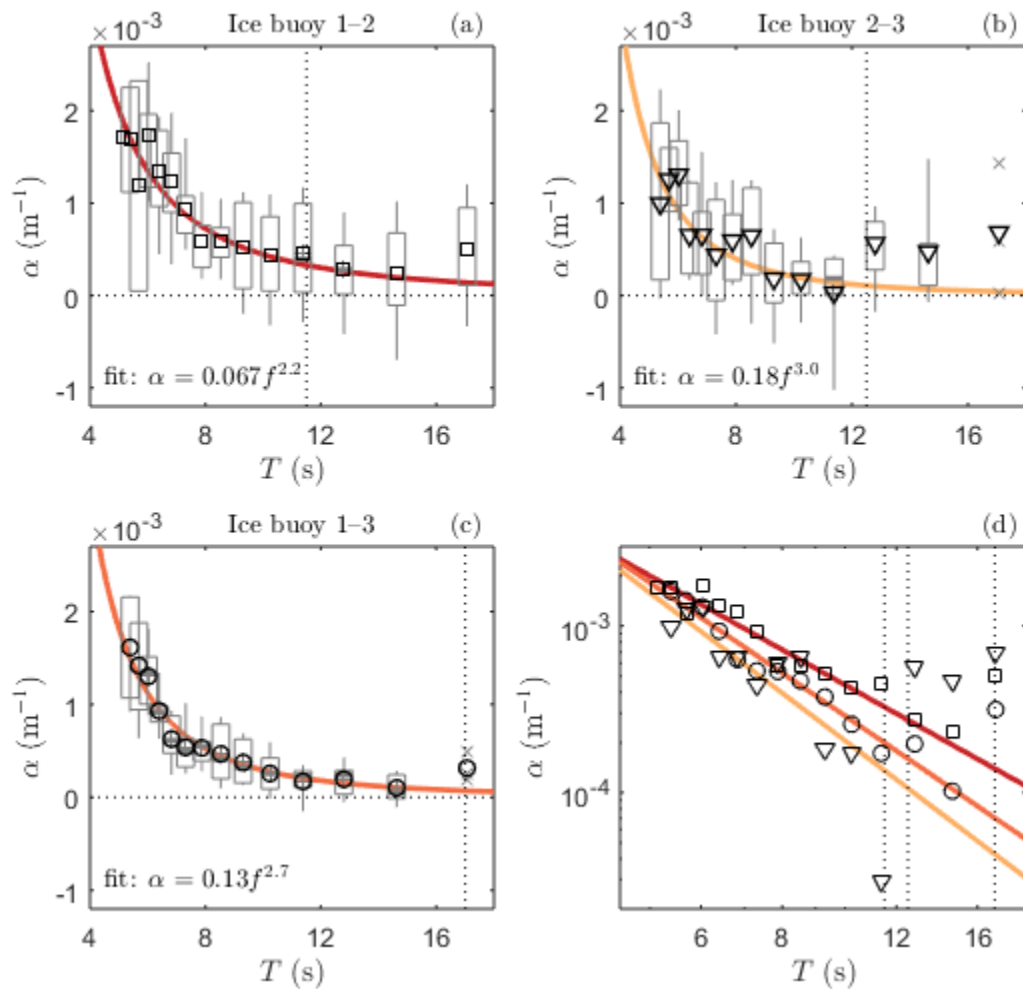 ×10⁻³ Ice buoy 1–2 (a)
2
1
0
-1
α (m⁻¹)
fit: α = 0.067f^2.2
4 8 12 16
T (s)
×10⁻³ Ice buoy 2–3 (b)
2
1
0
-1
α (m⁻¹)
fit: α = 0.18f^3.0
4 8 12 16
T (s)
×10⁻³ Ice buoy 1–3 (c)
2
1
0
-1
α (m⁻¹)
fit: α = 0.13f^2.7
4 8 12 16
T (s)
(d)
10⁻³
10⁻⁴
α (m⁻¹)
6 8 12 16
T (s)